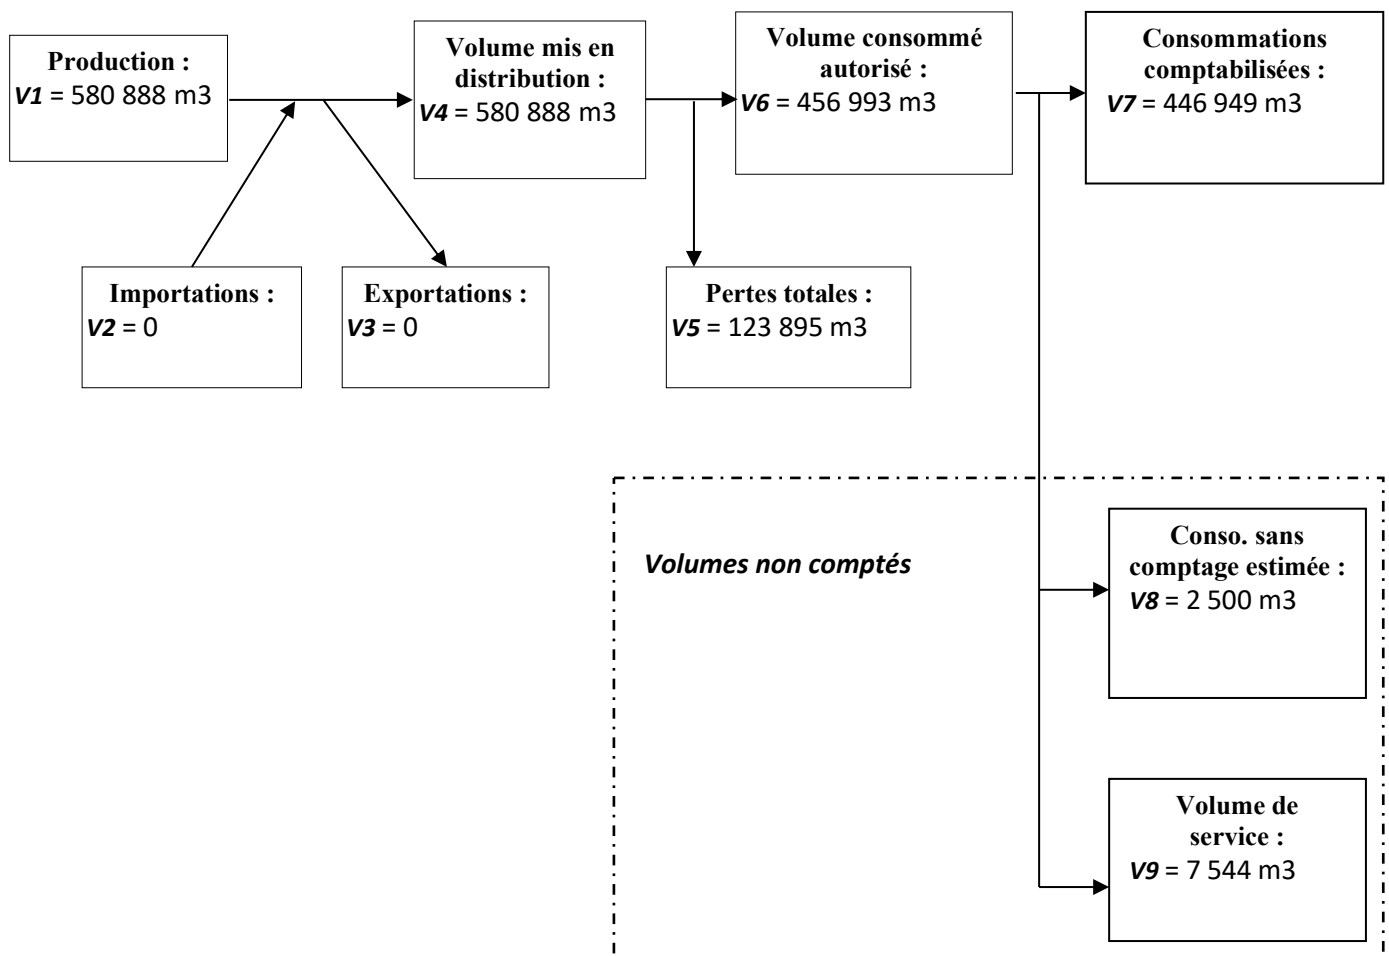 Production :
V1 = 580 888 m3
Volume mis en
distribution :
V4 = 580 888 m3
Volume consommé
autorisé :
V6 = 456 993 m3
Consommations
comptabilisées :
V7 = 446 949 m3
Importations :
V2 = 0
Exportations :
V3 = 0
Pertes totales :
V5 = 123 895 m3
Volumes non comptés
Conso. sans
comptage estimée :
V8 = 2 500 m3
Volume de
service :
V9 = 7 544 m3